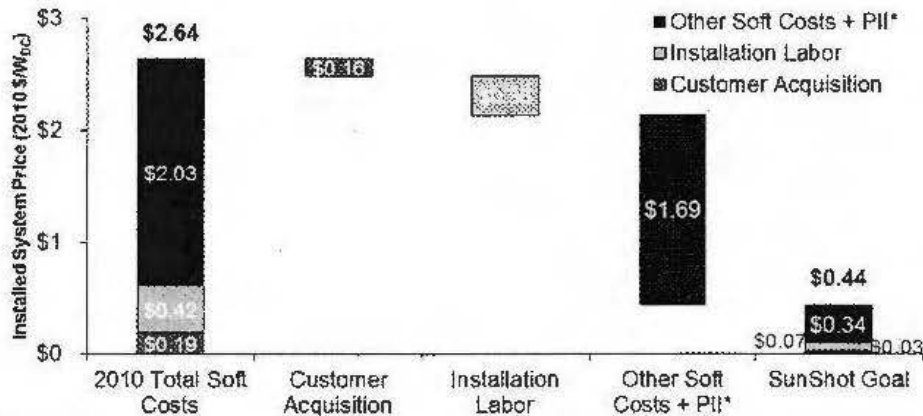 Installed System Price (2010 $/W_DC)
$3
$2
$1
$0
$2.64
$2.03
$0.42
$0.19
$0.16
$1.69
$0.44
$0.34
$0.07
$0.03
Other Soft Costs + PII*
Installation Labor
Customer Acquisition
2010 Total Soft
Costs
Customer
Acquisition
Installation
Labor
Other Soft
Costs + PII*
SunShot Goal